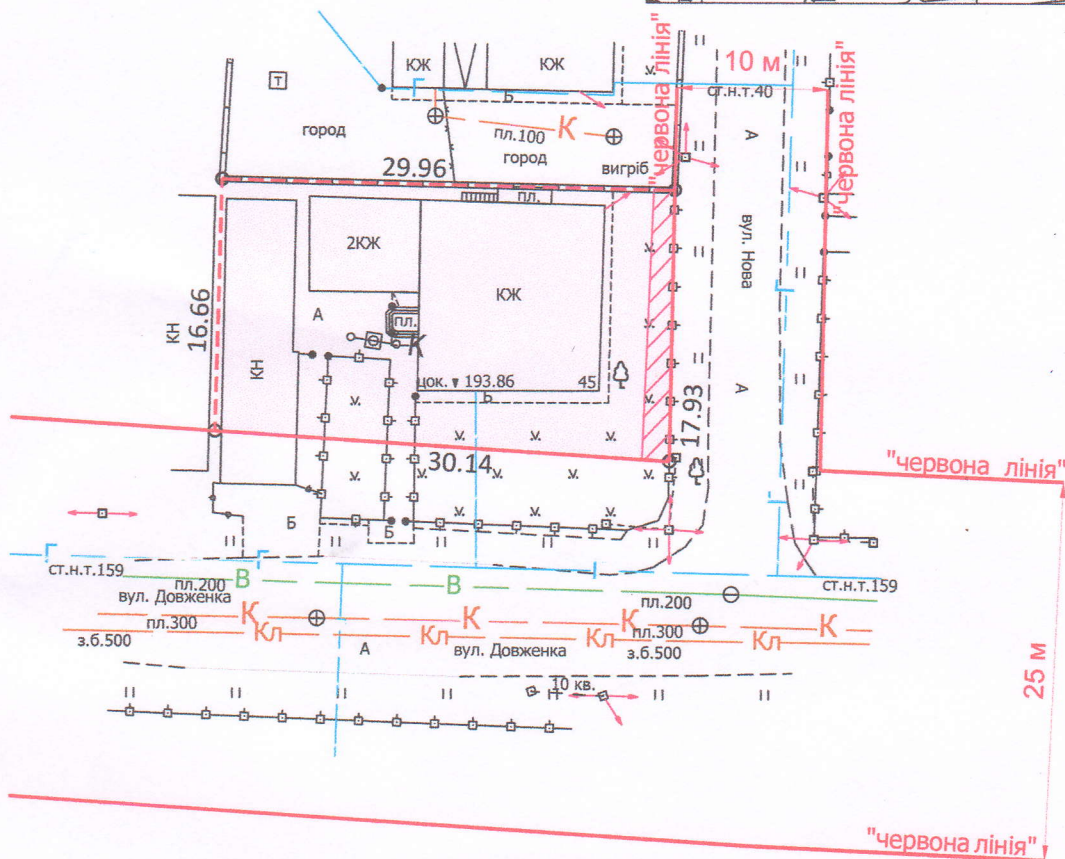 КЖ
КЖ
Г
Т
Б
город
пл.100
К
город
вигріб
10 м
ст.н.т.40
"червона лінія"
"червона лінія"
"червона лінія"
А
29.96
пл.
2КЖ
КЖ
вул. Нова
А
пл.
К
кн
16.66
КН
цок. 193.86
45
Б
А
17.93
Г
30.14
"червона лінія"
Г
Б
Б
Г
Г
ст.н.т.159
пл.200
В
В
пл.200
ст.н.т.159
вул. Довженка
К
К
К
К
пл.300
Кл
Кл
Кл
пл.300
Кл
з.б.500
А
вул. Довженка
з.б.500
10 кв.
25 м
"червона лінія"